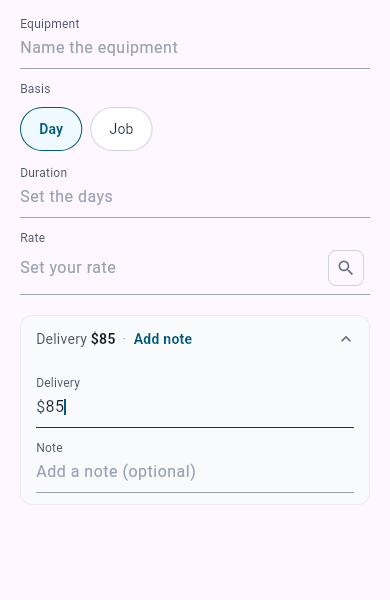 Equipment
Name the equipment
Basis
Day Job
Duration
Set the days
Rate
Set your rate
Delivery $85 · Add note
Delivery
$85
Note
Add a note (optional)